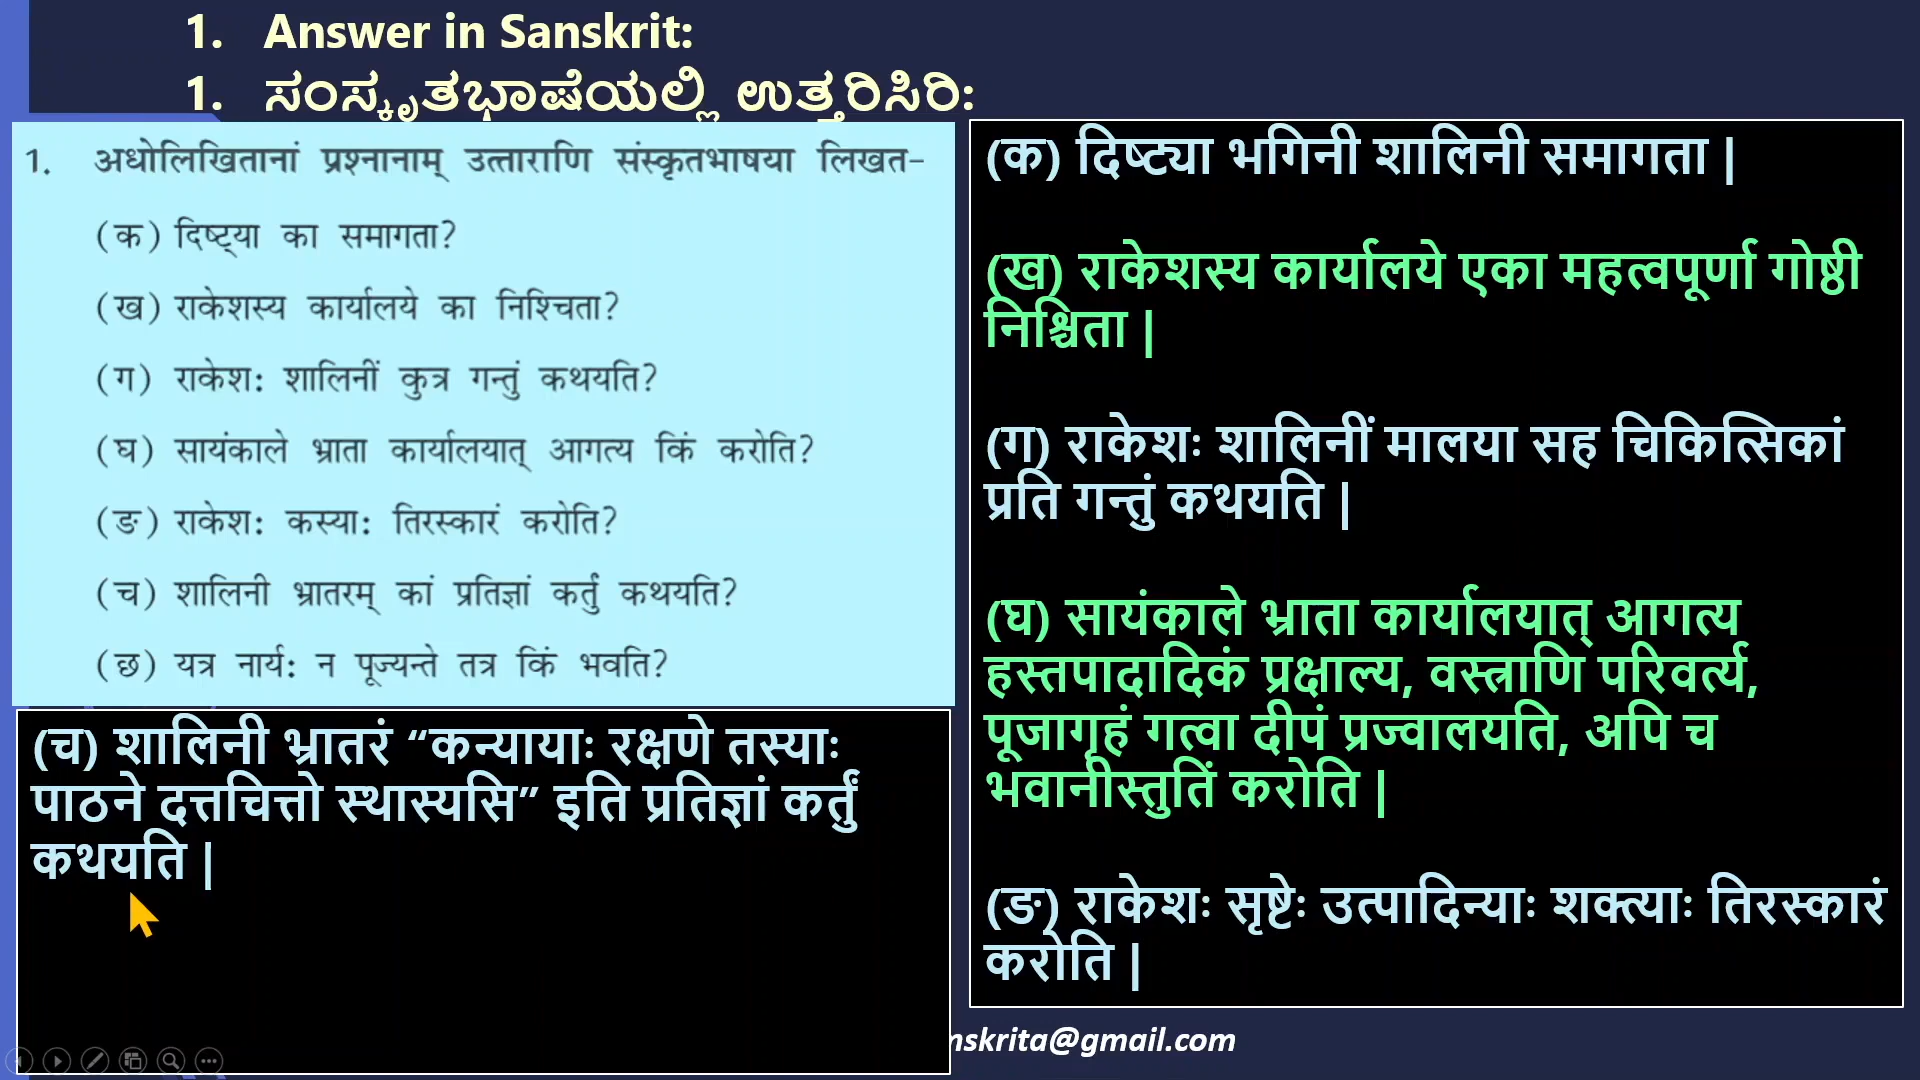 1. Answer in Sanskrit:
1. ಸಂಸ್ಕೃತಭಾಷೆಯಲ್ಲಿ ಉತ್ತರಿಸಿರಿ:
1. अधोलिखितानां प्रश्नानाम् उत्ताराणि संस्कृतभाषया लिखत-
(क) दिष्ट्या का समागता?
(ख) राकेशस्य कार्यालये का निश्चिता?
(ग) राकेशः शालिनीं कुत्र गन्तुं कथयति?
(घ) सायंकाले भ्राता कार्यालयात् आगत्य किं करोति?
(ङ) राकेशः कस्याः तिरस्कारं करोति?
(च) शालिनी भ्रातरम् कां प्रतिज्ञां कर्तुं कथयति?
(छ) यत्र नार्यः न पूज्यन्ते तत्र किं भवति?
(क) दिष्ट्या भगिनी शालिनी समागता |
(ख) राकेशस्य कार्यालये एका महत्वपूर्णा गोष्ठी
निश्चिता |
(ग) राकेशः शालिनीं मालया सह चिकित्सिकां
प्रति गन्तुं कथयति |
(घ) सायंकाले भ्राता कार्यालयात् आगत्य
हस्तपादादिकं प्रक्षाल्य, वस्त्राणि परिवर्त्य,
पूजागृहं गत्वा दीपं प्रज्वालयति, अपि च
भवानीस्तुतिं करोति |
(ङ) राकेशः सृष्टेः उत्पादिन्याः शक्त्याः तिरस्कारं
करोति |
(च) शालिनी भ्रातरं “कन्यायाः रक्षणे तस्याः
पाठने दत्तचित्तो स्थास्यसि” इति प्रतिज्ञां कर्तुं
कथयति |
nskrita@gmail.com